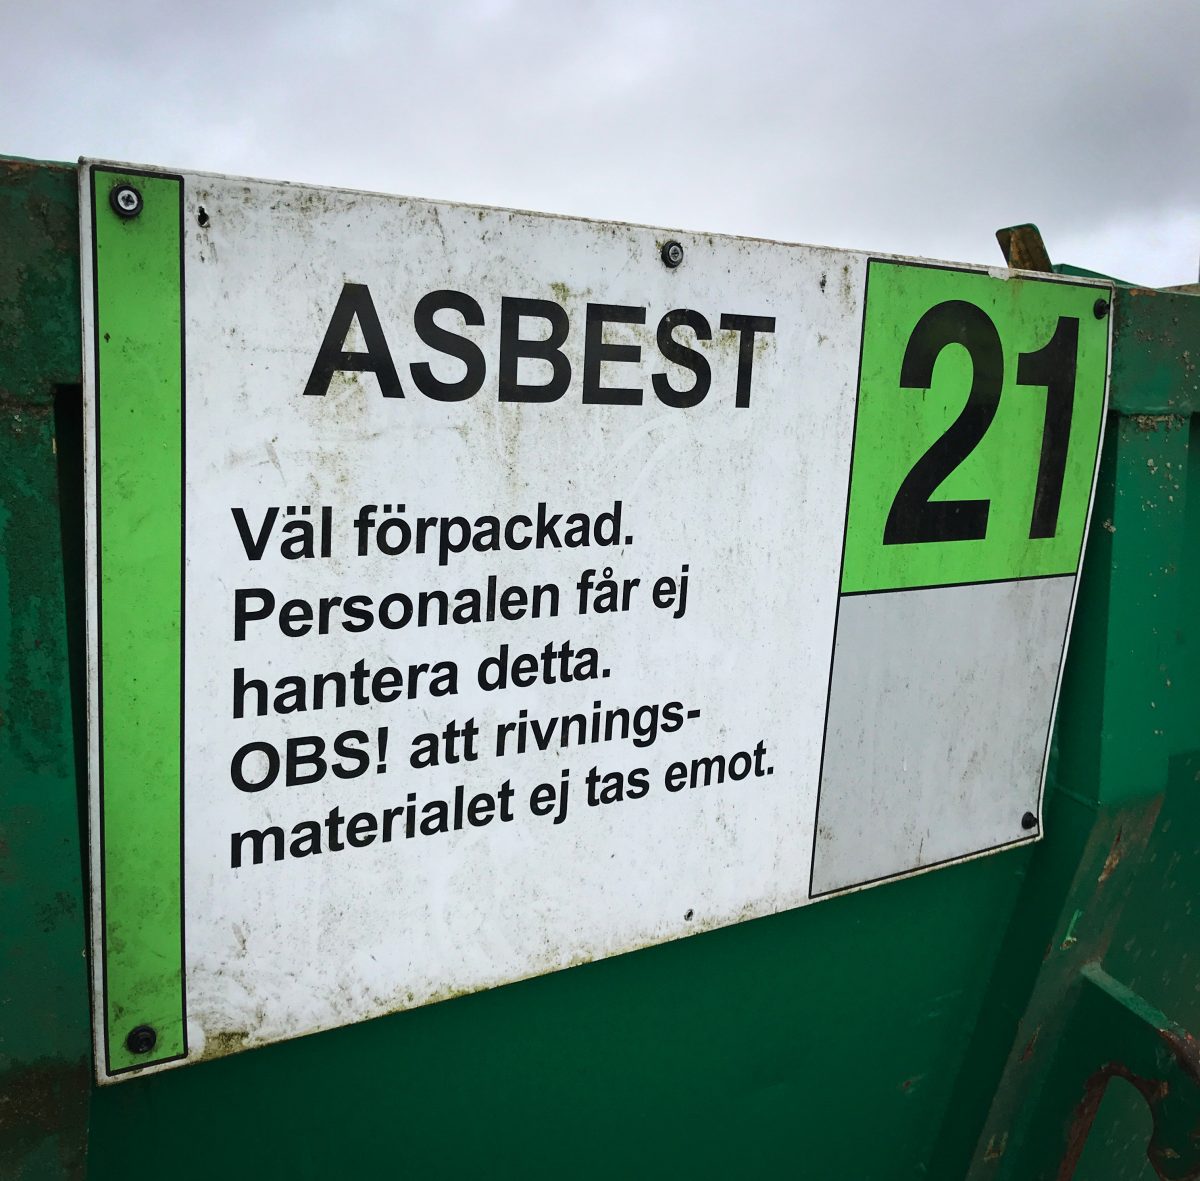 ASBEST
21
Väl förpackad.
Personalen får ej
hantera detta.
OBS! att rivnings-
materialet ej tas emot.